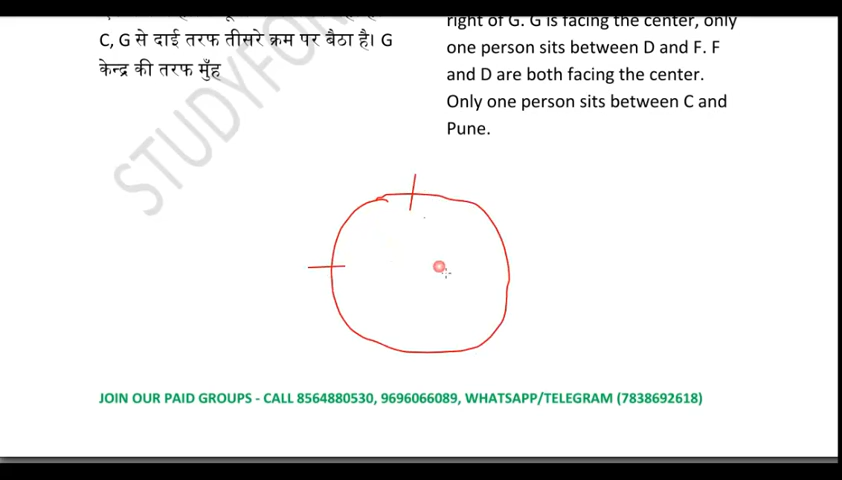 C, G से दाई तरफ तीसरे क्रम पर बैठा है। G
केन्द्र की तरफ मुँह
right of G. G is facing the center, only
one person sits between D and F. F
and D are both facing the center.
Only one person sits between C and
Pune.
STUDYFOR
JOIN OUR PAID GROUPS - CALL 8564880530, 9696066089, WHATSAPP/TELEGRAM (7838692618)